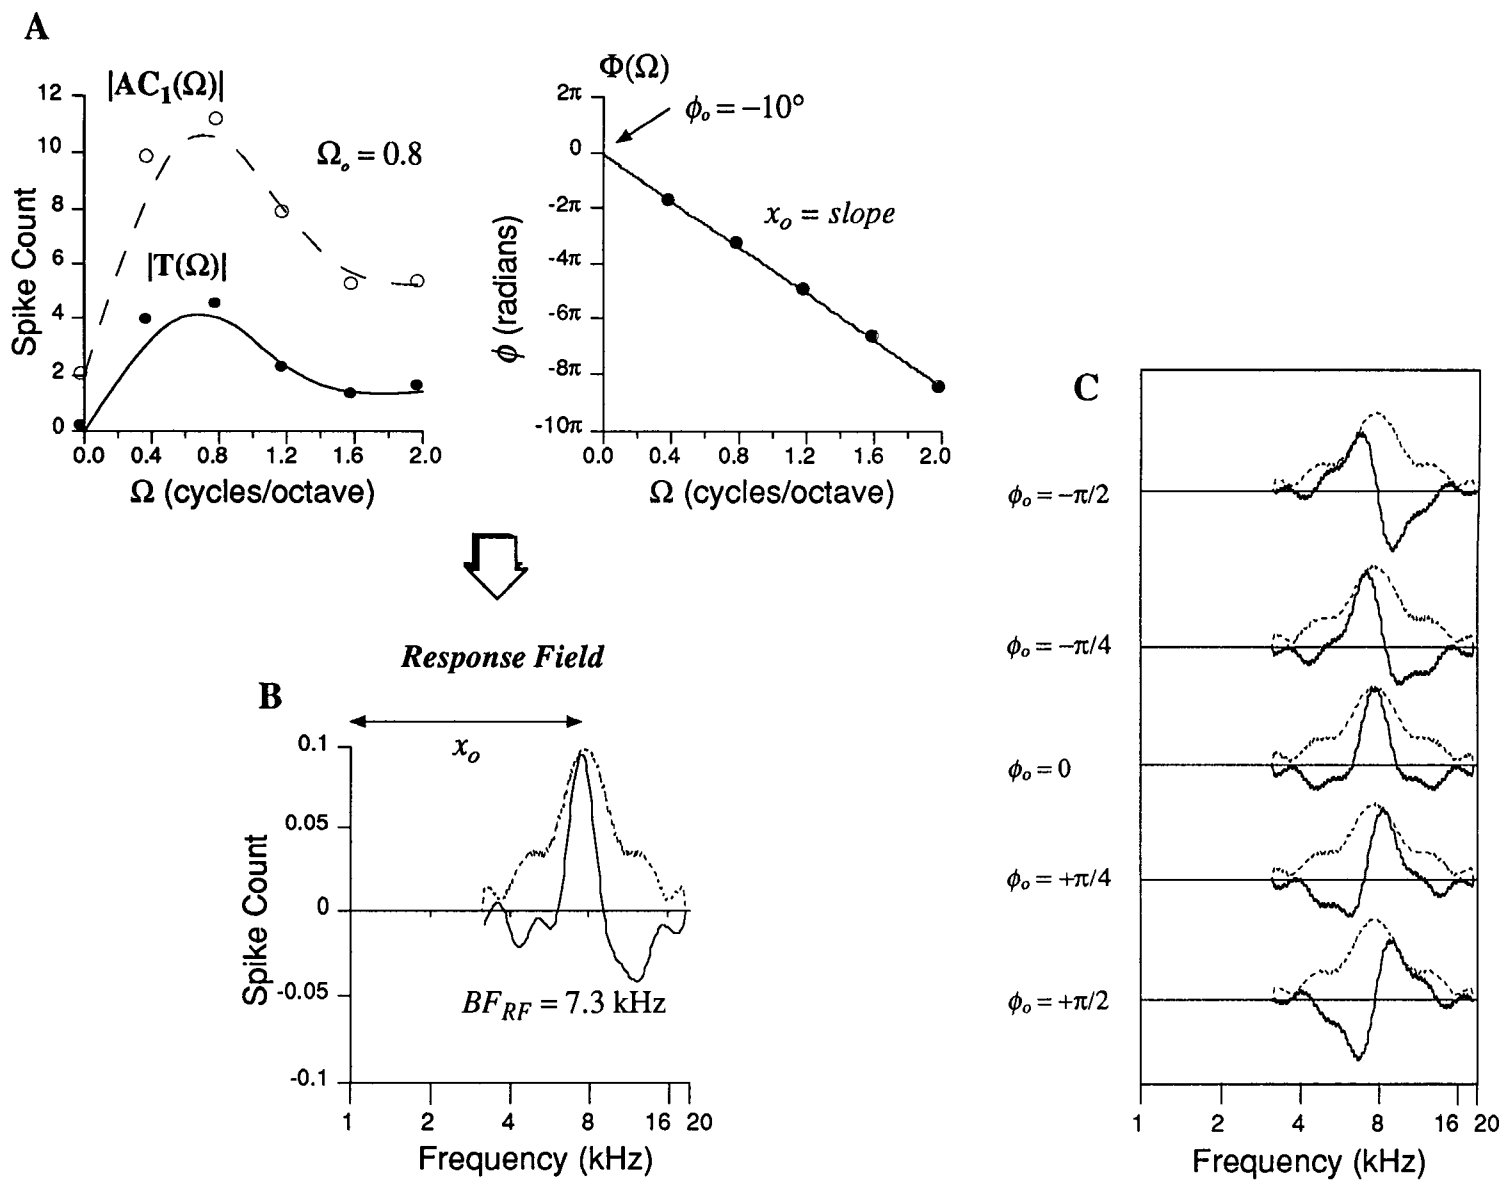 A
|AC₁(Ω)|
Ωₒ = 0.8
|T(Ω)|
Spike Count
12
10
8
6
4
2
0
0.0 0.4 0.8 1.2 1.6 2.0
Ω (cycles/octave)
Φ(Ω)
ϕₒ = −10°
xₒ = slope
ϕ (radians)
2π
0
-2π
-4π
-6π
-8π
-10π
0.0 0.4 0.8 1.2 1.6 2.0
Ω (cycles/octave)
Response Field
B
xₒ
Spike Count
0.1
0.05
0
-0.05
-0.1
BF_RF = 7.3 kHz
1 2 4 8 16 20
Frequency (kHz)
C
ϕₒ = −π/2
ϕₒ = −π/4
ϕₒ = 0
ϕₒ = +π/4
ϕₒ = +π/2
1 2 4 8 16 20
Frequency (kHz)